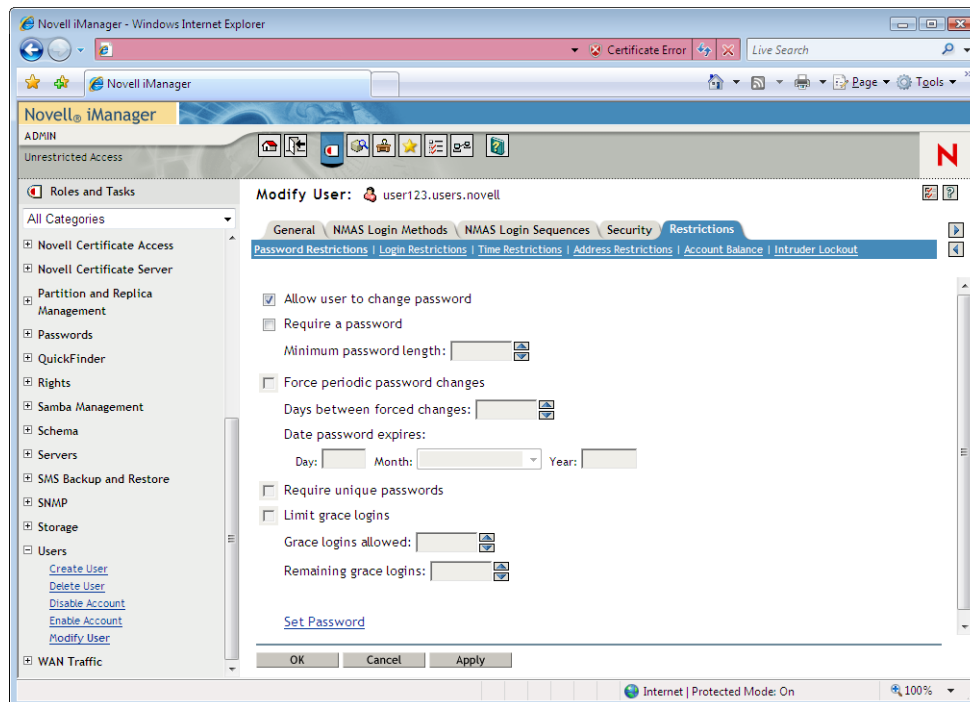 Novell iManager - Windows Internet Explorer
Certificate Error
Live Search
Novell iManager
Page
Tools
Novell® iManager
ADMIN
Unrestricted Access
N
Roles and Tasks
All Categories
Novell Certificate Access
Novell Certificate Server
Partition and Replica
Management
Passwords
QuickFinder
Rights
Samba Management
Schema
Servers
SMS Backup and Restore
SNMP
Storage
Users
Create User
Delete User
Disable Account
Enable Account
Modify User
WAN Traffic
Modify User: user123.users.novell
General \ NMAS Login Methods \ NMAS Login Sequences \ Security / Restrictions
Password Restrictions | Login Restrictions | Time Restrictions | Address Restrictions | Account Balance | Intruder Lockout
Allow user to change password
Require a password
Minimum password length:
Force periodic password changes
Days between forced changes:
Date password expires:
Day: Month: Year:
Require unique passwords
Limit grace logins
Grace logins allowed:
Remaining grace logins:
Set Password
OK Cancel Apply
Internet | Protected Mode: On
100%